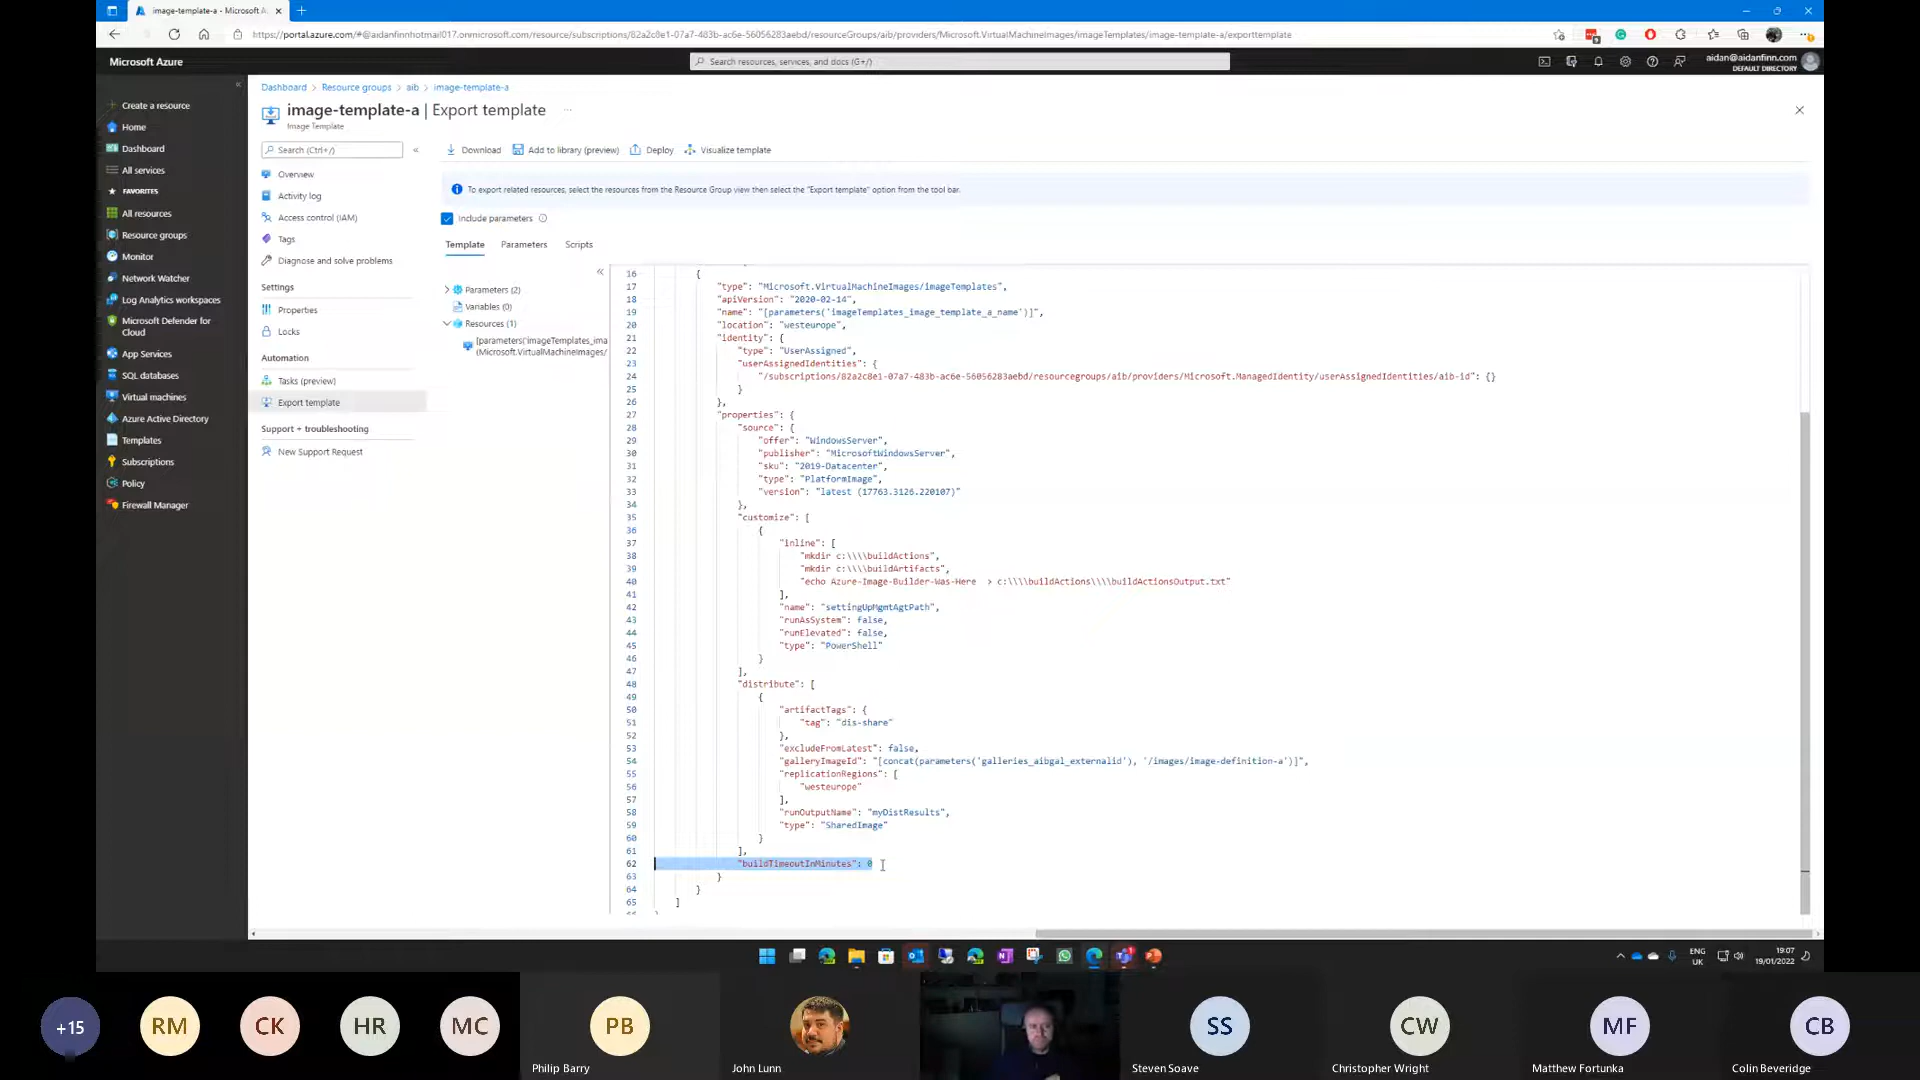 image-template-a - Microsoft A
https://portal.azure.com/#@aidanfinnhotmail017.onmicrosoft.com/resource/subscriptions/82a2c8e1-07a7-483b-ac6e-56056283aebd/resourceGroups/aib/providers/Microsoft.VirtualMachineImages/imageTemplates/image-template-a/exporttemplate
Microsoft Azure
Search resources, services, and docs (G+/)
aidan@aidanfinn.com
DEFAULT DIRECTORY
Create a resource
Home
Dashboard
All services
FAVORITES
All resources
Resource groups
Monitor
Network Watcher
Log Analytics workspaces
Microsoft Defender for
Cloud
App Services
SQL databases
Virtual machines
Azure Active Directory
Templates
Subscriptions
Policy
Firewall Manager
Dashboard > Resource groups > aib > image-template-a
image-template-a | Export template ...
Image Template
Search (Ctrl+/)
Overview
Activity log
Access control (IAM)
Tags
Diagnose and solve problems
Settings
Properties
Locks
Automation
Tasks (preview)
Export template
Support + troubleshooting
New Support Request
Download Add to library (preview) Deploy Visualize template
To export related resources, select the resources from the Resource Group view then select the "Export template" option from the tool bar.
Include parameters
Template Parameters Scripts
Parameters (2)
Variables (0)
Resources (1)
[parameters('imageTemplates_ima
(Microsoft.VirtualMachineImages/
16 {
17 "type": "Microsoft.VirtualMachineImages/imageTemplates",
18 "apiVersion": "2020-02-14",
19 "name": "[parameters('imageTemplates_image_template_a_name')]",
20 "location": "westeurope",
21 "identity": {
22 "type": "UserAssigned",
23 "userAssignedIdentities": {
24 "/subscriptions/82a2c8e1-07a7-483b-ac6e-56056283aebd/resourcegroups/aib/providers/Microsoft.ManagedIdentity/userAssignedIdentities/aib-id": {}
25 }
26 },
27 "properties": {
28 "source": {
29 "offer": "WindowsServer",
30 "publisher": "MicrosoftWindowsServer",
31 "sku": "2019-Datacenter",
32 "type": "PlatformImage",
33 "version": "latest (17763.3126.220107)"
34 },
35 "customize": [
36 {
37 "inline": [
38 "mkdir c:\\\\buildActions",
39 "mkdir c:\\\\buildArtifacts",
40 "echo Azure-Image-Builder-Was-Here > c:\\\\buildActions\\\\buildActionsOutput.txt"
41 ],
42 "name": "settingUpMgmtAgtPath",
43 "runAsSystem": false,
44 "runElevated": false,
45 "type": "PowerShell"
46 }
47 ],
48 "distribute": [
49 {
50 "artifactTags": {
51 "tag": "dis-share"
52 },
53 "excludeFromLatest": false,
54 "galleryImageId": "[concat(parameters('galleries_aibgal_externalid'), '/images/image-definition-a')]",
55 "replicationRegions": [
56 "westeurope"
57 ],
58 "runOutputName": "myDistResults",
59 "type": "SharedImage"
60 }
61 ],
62 "buildTimeoutInMinutes": 0
63 }
64 }
65 ]
ENG
UK
19:07
19/01/2022
+15
RM
CK
HR
MC
PB
Philip Barry
John Lunn
SS
Steven Soave
CW
Christopher Wright
MF
Matthew Fortunka
CB
Colin Beveridge